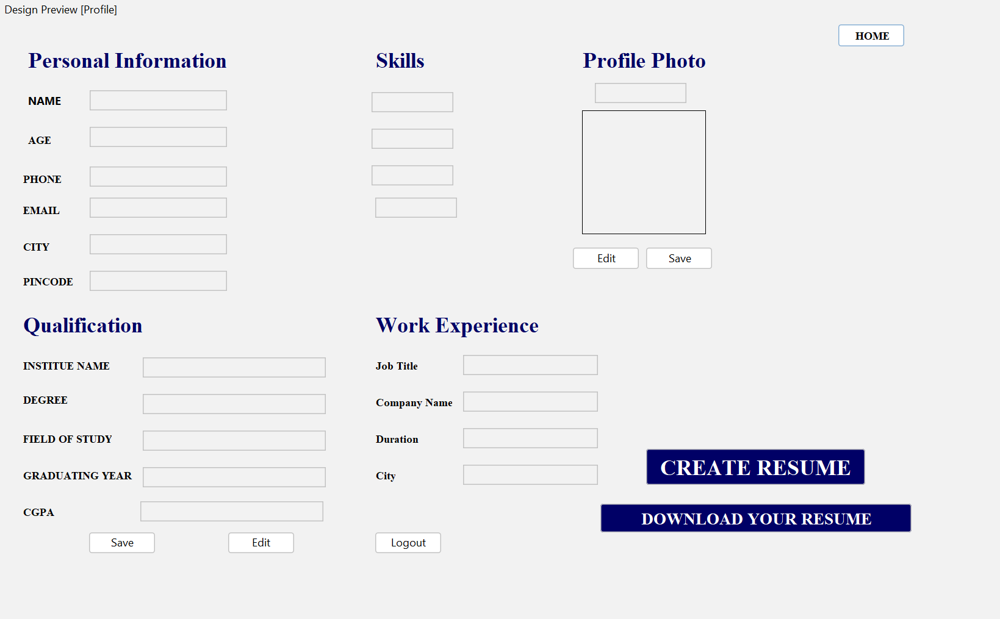 Design Preview [Profile]
HOME
Personal Information
Skills
Profile Photo
NAME
AGE
PHONE
EMAIL
CITY
PINCODE
Edit
Save
Qualification
Work Experience
INSTITUE NAME
Job Title
DEGREE
Company Name
FIELD OF STUDY
Duration
GRADUATING YEAR
City
CREATE RESUME
CGPA
DOWNLOAD YOUR RESUME
Save
Edit
Logout